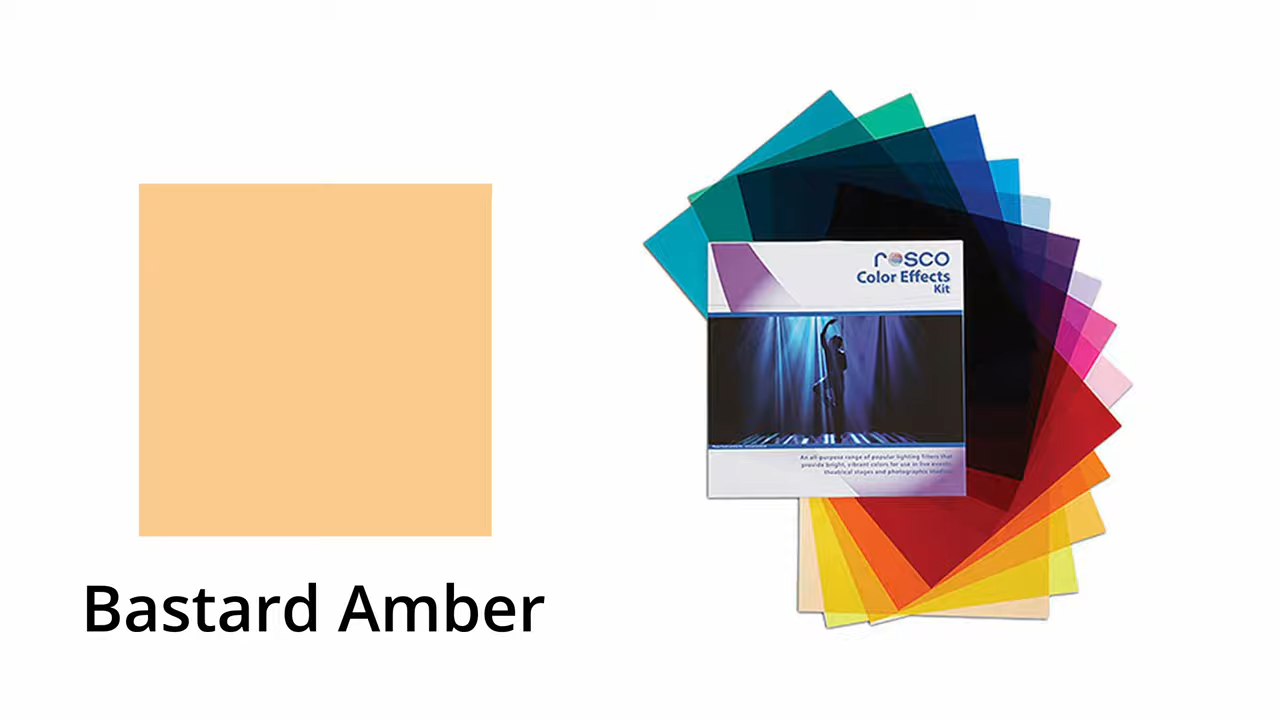 Bastard Amber
rosco
Color Effects
Kit
An all-purpose range of popular lighting filters that
provide bright, vibrant colors for use in live events,
theatrical stages and photographic studios.